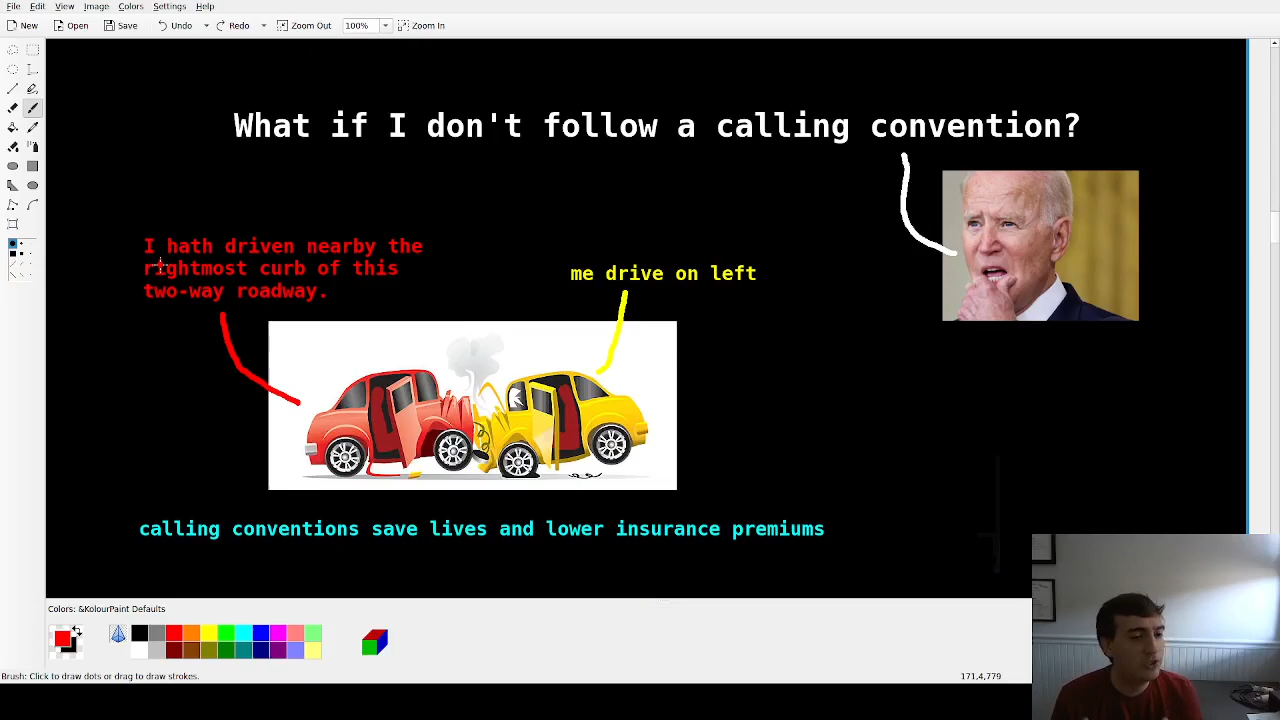 File Edit View Image Colors Settings Help
New Open Save Undo Redo Zoom Out 100% Zoom In
What if I don't follow a calling convention?
I hath driven nearby the
rightmost curb of this
two-way roadway.
me drive on left
calling conventions save lives and lower insurance premiums
Colors: &KolourPaint Defaults
Brush: Click to draw dots or drag to draw strokes.
171,4,779